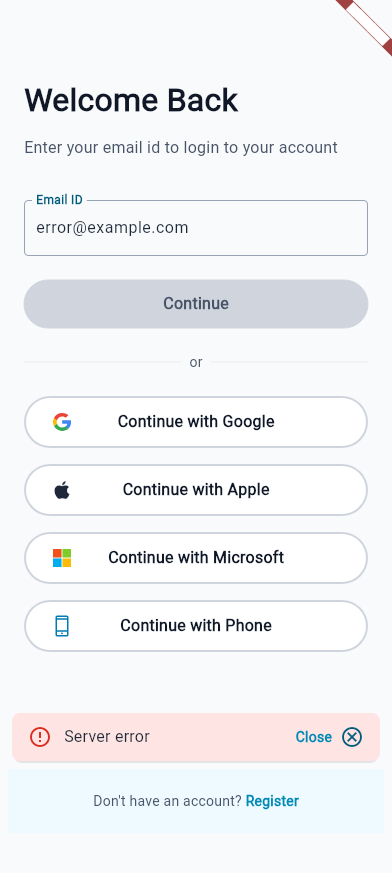 Welcome Back
Enter your email id to login to your account
Email ID
error@example.com
Continue
or
Continue with Google
Continue with Apple
Continue with Microsoft
Continue with Phone
Server error Close
Don't have an account? Register